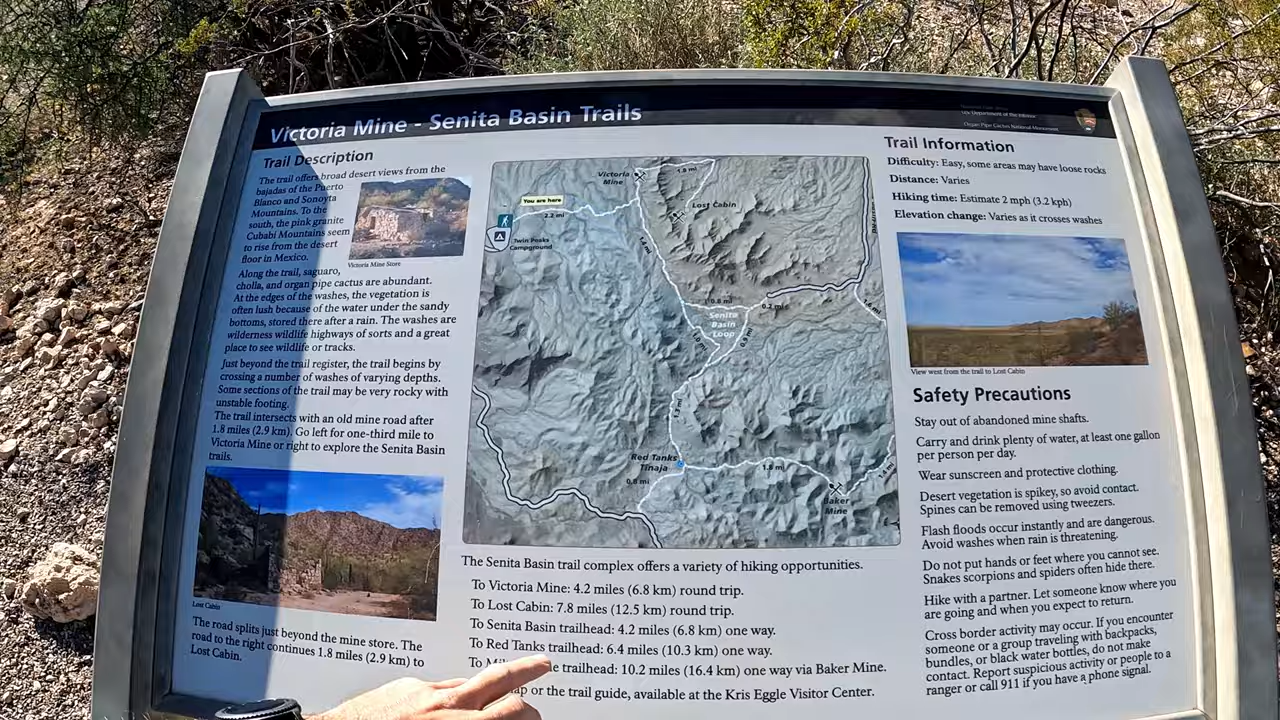 Victoria Mine - Senita Basin Trails
US Department of the Interior
Organ Pipe Cactus National Monument
Trail Description
The trail offers broad desert views from the
bajadas of the Puerto
Blanco and Sonoyta
Mountains. To the
south, the pink granite
Cubabi Mountains seem
to rise from the desert
floor in Mexico.
Victoria Mine Store
Along the trail, saguaro,
cholla, and organ pipe cactus are abundant.
At the edges of the washes, the vegetation is
often lush because of the water under the sandy
bottoms, stored there after a rain. The washes are
wilderness wildlife highways of sorts and a great
place to see wildlife or tracks.
Just beyond the trail register, the trail begins by
crossing a number of washes of varying depths.
Some sections of the trail may be very rocky with
unstable footing.
The trail intersects with an old mine road after
1.8 miles (2.9 km). Go left for one-third mile to
Victoria Mine or right to explore the Senita Basin
trails.
Lost Cabin
The road splits just beyond the mine store. The
road to the right continues 1.8 miles (2.9 km) to
Lost Cabin.
Victoria
Mine
1.8 mi
Lost Cabin
You are here
2.2 mi
Twin Peaks
Campground
0.8 mi
0.2 mi
Senita
Basin
Loop
Red Tanks
Tinaja
0.8 mi
1.8 mi
Baker
Mine
The Senita Basin trail complex offers a variety of hiking opportunities.
To Victoria Mine: 4.2 miles (6.8 km) round trip.
To Lost Cabin: 7.8 miles (12.5 km) round trip.
To Senita Basin trailhead: 4.2 miles (6.8 km) one way.
To Red Tanks trailhead: 6.4 miles (10.3 km) one way.
To trailhead: 10.2 miles (16.4 km) one way via Baker Mine.
or the trail guide, available at the Kris Eggle Visitor Center.
Trail Information
Difficulty: Easy, some areas may have loose rocks
Distance: Varies
Hiking time: Estimate 2 mph (3.2 kph)
Elevation change: Varies as it crosses washes
View west from the trail to Lost Cabin
Safety Precautions
Stay out of abandoned mine shafts.
Carry and drink plenty of water, at least one gallon
per person per day.
Wear sunscreen and protective clothing.
Desert vegetation is spikey, so avoid contact.
Spines can be removed using tweezers.
Flash floods occur instantly and are dangerous.
Avoid washes when rain is threatening.
Do not put hands or feet where you cannot see.
Snakes scorpions and spiders often hide there.
Hike with a partner. Let someone know where you
are going and when you expect to return.
Cross border activity may occur. If you encounter
someone or a group traveling with backpacks,
bundles, or black water bottles, do not make
contact. Report suspicious activity or people to a
ranger or call 911 if you have a phone signal.